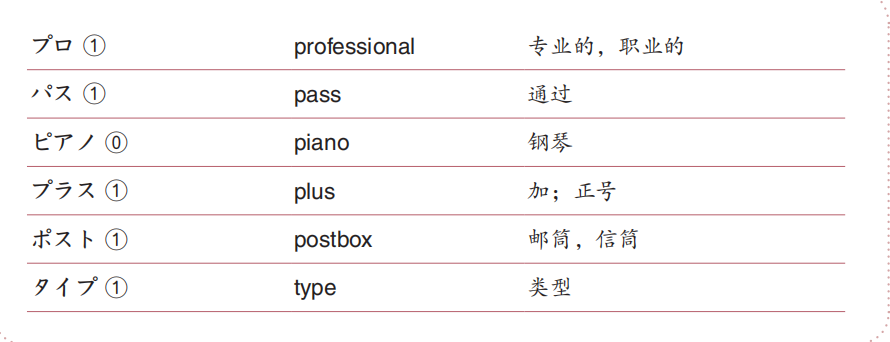 プロ ① professional 专业的，职业的
パス ① pass 通过
ピアノ ⓪ piano 钢琴
プラス ① plus 加；正号
ポスト ① postbox 邮筒，信筒
タイプ ① type 类型